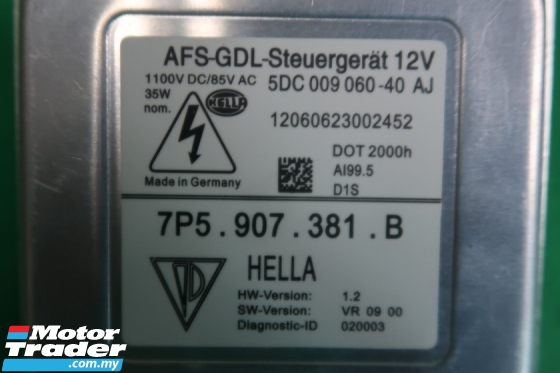 AFS-GDL-Steuergerät 12V
1100V DC/85V AC 5DC 009 060-40 AJ
35W
nom.
HELLA
12060623002452
DOT 2000h
AI99.5
D1S
Made in Germany
7P5.907.381.B
HELLA
HW-Version: 1.2
SW-Version: VR 09 00
Diagnostic-ID 020003
Motor
Trader
.com.my